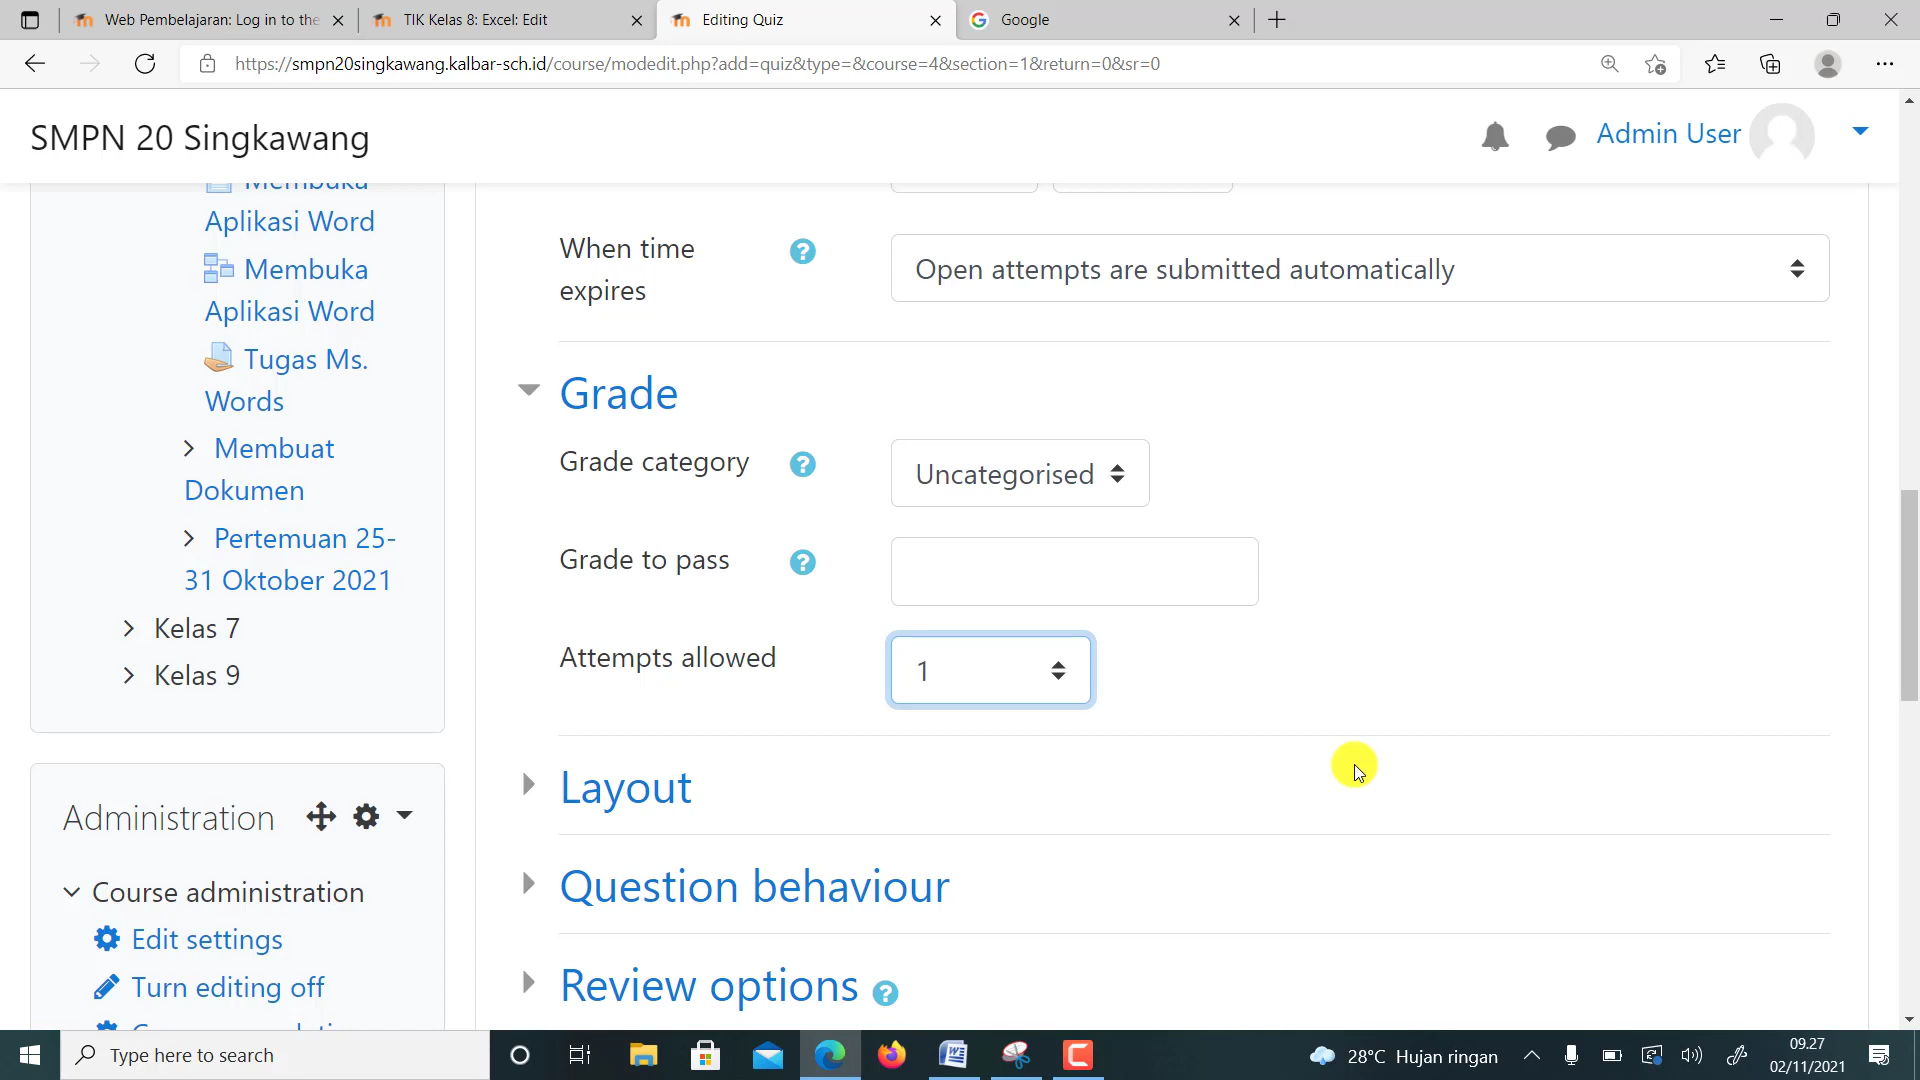 Web Pembelajaran: Log in to the
TIK Kelas 8: Excel: Edit
Editing Quiz
Google
https://smpn20singkawang.kalbar-sch.id/course/modedit.php?add=quiz&type=&course=4&section=1&return=0&sr=0
SMPN 20 Singkawang
Admin User
Membuka
Aplikasi Word
Membuka
Aplikasi Word
Tugas Ms.
Words
Membuat
Dokumen
Pertemuan 25-
31 Oktober 2021
Kelas 7
Kelas 9
Administration
Course administration
Edit settings
Turn editing off
When time
expires
Open attempts are submitted automatically
Grade
Grade category
Uncategorised
Grade to pass
Attempts allowed
1
Layout
Question behaviour
Review options
Type here to search
28°C Hujan ringan
09.27
02/11/2021